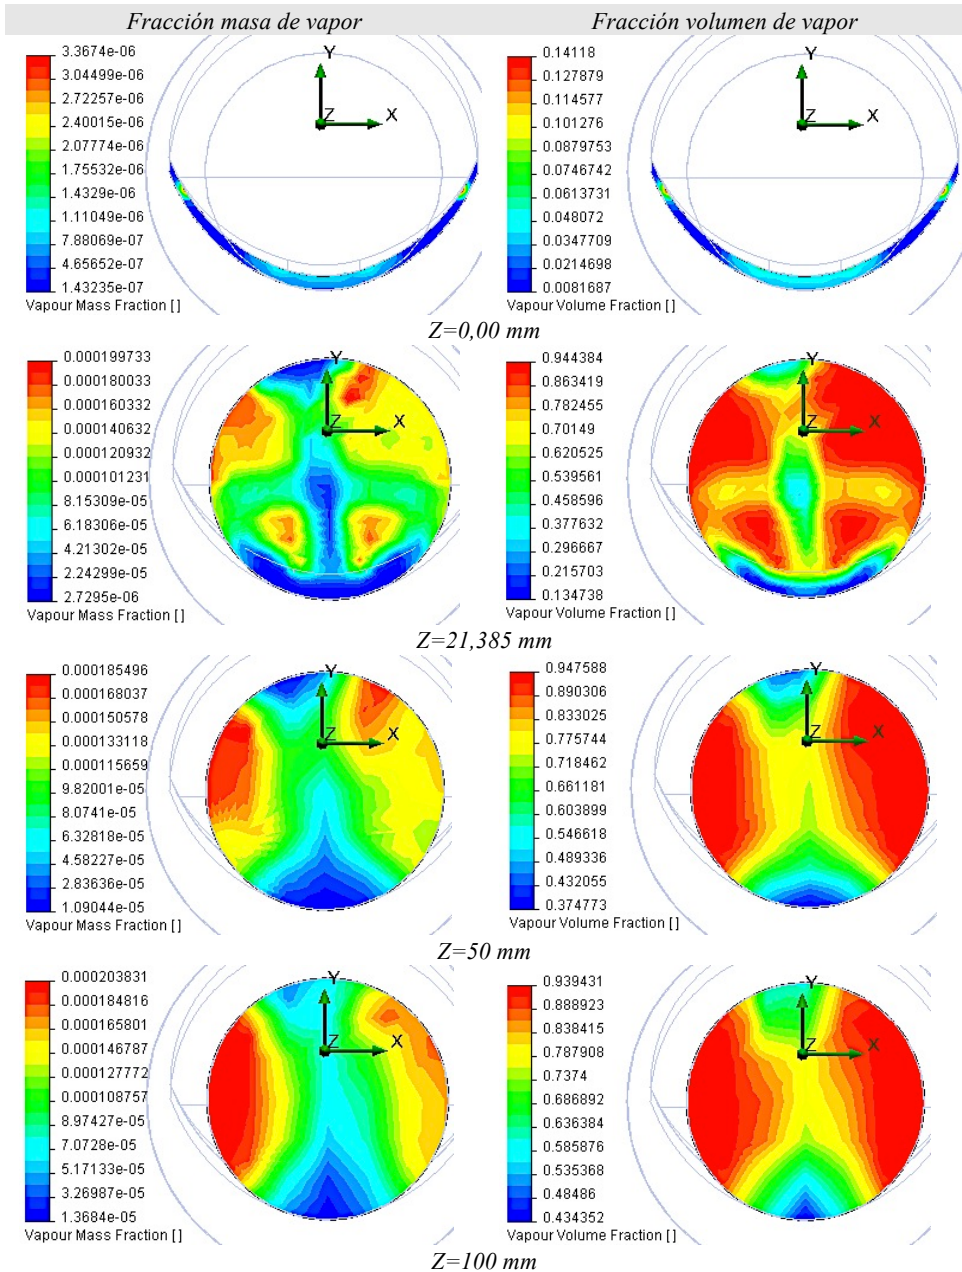 Fracción masa de vapor
Fracción volumen de vapor
3.3674e-06
3.04499e-06
2.72257e-06
2.40015e-06
2.07774e-06
1.75532e-06
1.4329e-06
1.11049e-06
7.88069e-07
4.65652e-07
1.43235e-07
Vapour Mass Fraction [ ]
Y
Z
X
0.14118
0.127879
0.114577
0.101276
0.0879753
0.0746742
0.0613731
0.048072
0.0347709
0.0214698
0.0081687
Vapour Volume Fraction [ ]
Y
Z
X
Z=0,00 mm
0.000199733
0.000180033
0.000160332
0.000140632
0.000120932
0.000101231
8.15309e-05
6.18306e-05
4.21302e-05
2.24299e-05
2.7295e-06
Vapour Mass Fraction [ ]
Y
Z
X
0.944384
0.863419
0.782455
0.70149
0.620525
0.539561
0.458596
0.377632
0.296667
0.215703
0.134738
Vapour Volume Fraction [ ]
Y
Z
X
Z=21,385 mm
0.000185496
0.000168037
0.000150578
0.000133118
0.000115659
9.82001e-05
8.0741e-05
6.32818e-05
4.58227e-05
2.83636e-05
1.09044e-05
Vapour Mass Fraction [ ]
Y
Z
X
0.947588
0.890306
0.833025
0.775744
0.718462
0.661181
0.603899
0.546618
0.489336
0.432055
0.374773
Vapour Volume Fraction [ ]
Y
Z
X
Z=50 mm
0.000203831
0.000184816
0.000165801
0.000146787
0.000127772
0.000108757
8.97427e-05
7.0728e-05
5.17133e-05
3.26987e-05
1.3684e-05
Vapour Mass Fraction [ ]
Y
Z
X
0.939431
0.888923
0.838415
0.787908
0.7374
0.686892
0.636384
0.585876
0.535368
0.48486
0.434352
Vapour Volume Fraction [ ]
Y
Z
X
Z=100 mm